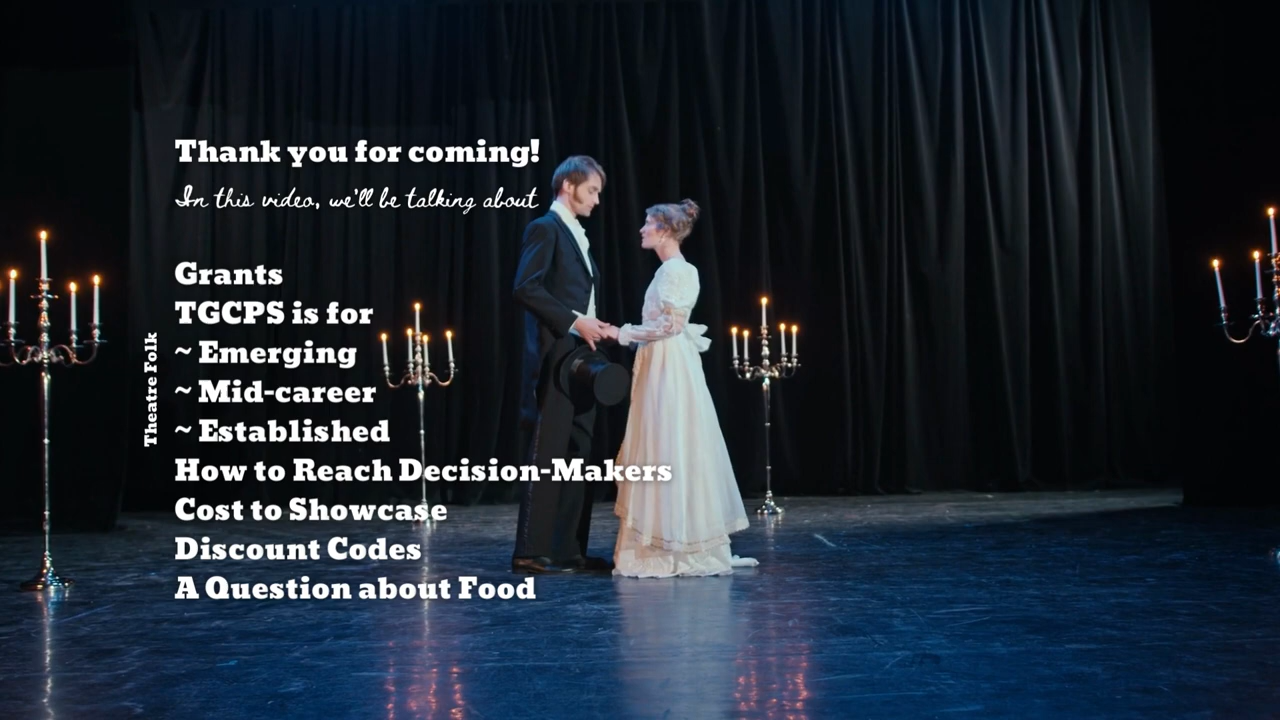 Thank you for coming!
In this video, we'll be talking about
Grants
TGCPS is for
~ Emerging
~ Mid-career
~ Established
How to Reach Decision-Makers
Cost to Showcase
Discount Codes
A Question about Food
Theatre Folk